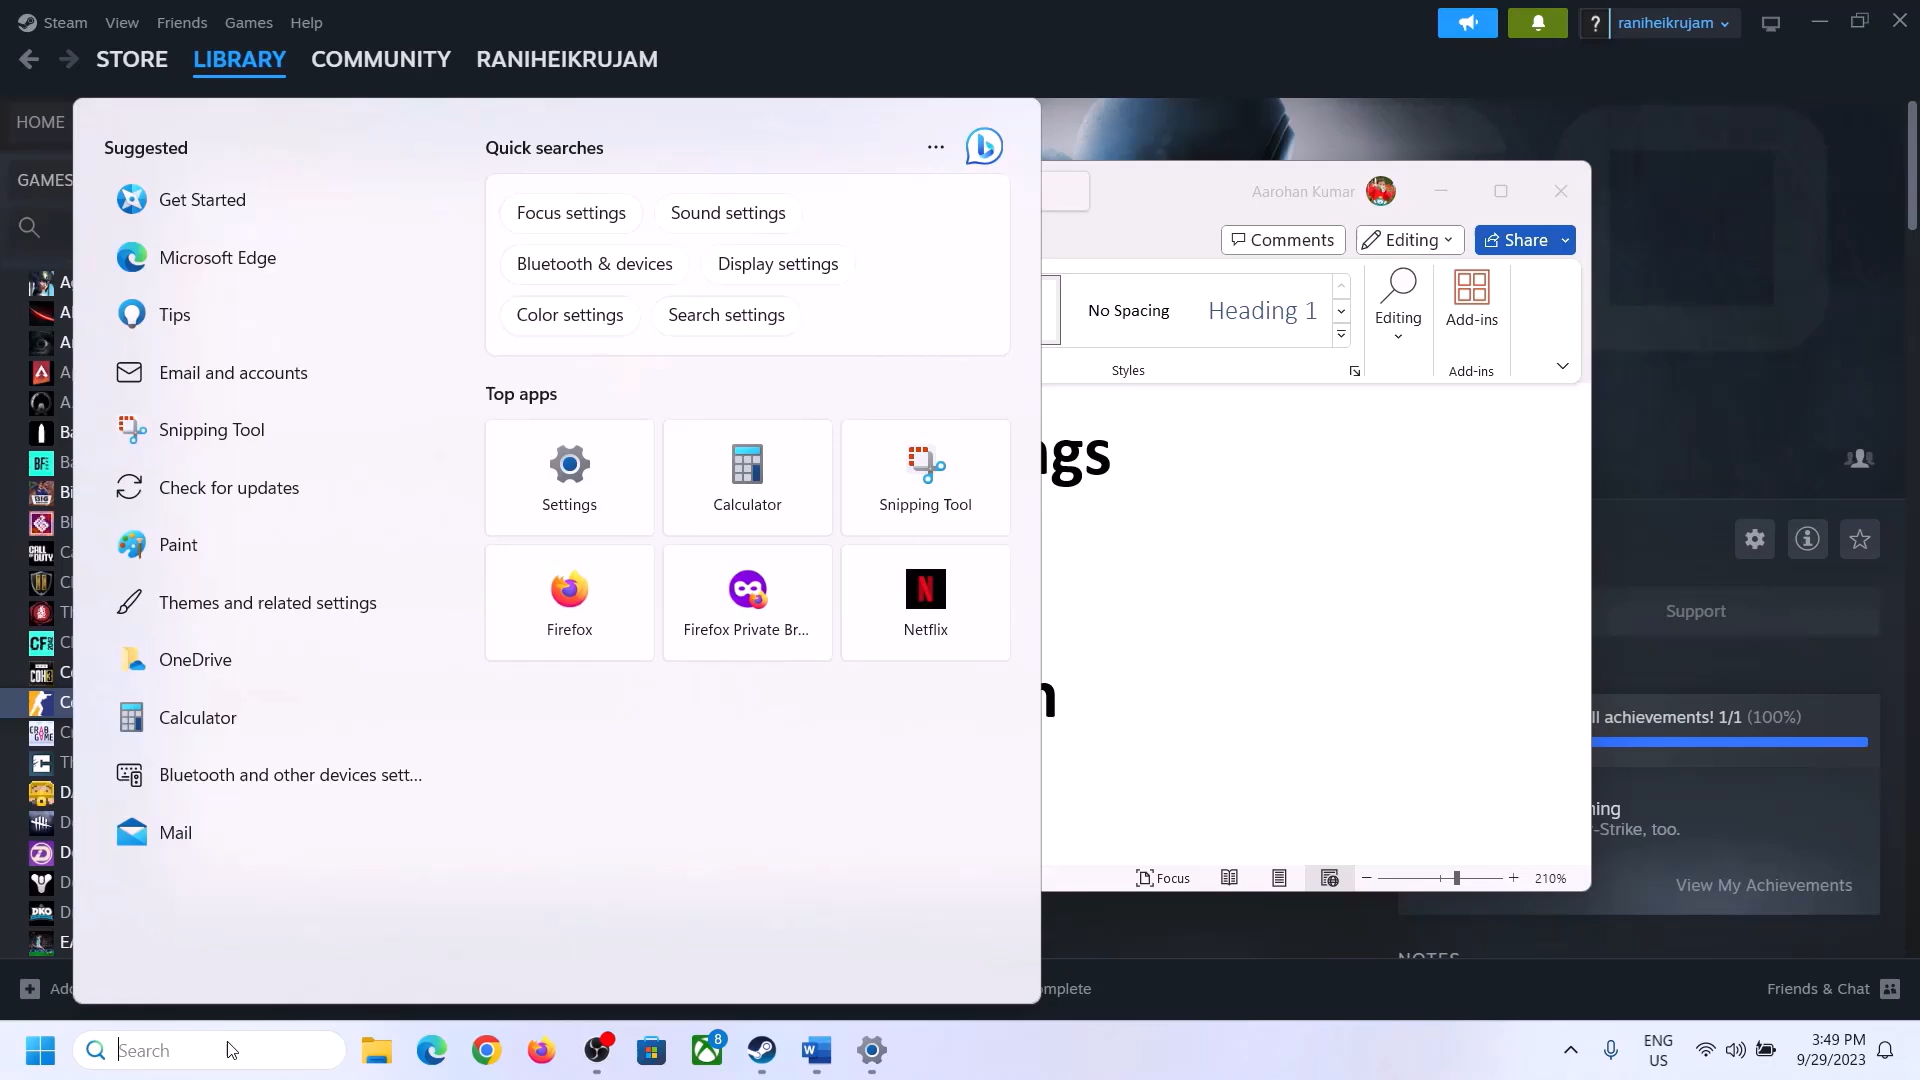 Steam View Friends Games Help
raniheikrujam
STORE LIBRARY COMMUNITY RANIHEIKRUJAM
HOME
GAMES
Suggested
Get Started
Microsoft Edge
Tips
Email and accounts
Snipping Tool
Check for updates
Paint
Themes and related settings
OneDrive
Calculator
Bluetooth and other devices sett...
Mail
Quick searches
Focus settings Sound settings
Bluetooth & devices Display settings
Color settings Search settings
Top apps
Settings Calculator Snipping Tool
Firefox Firefox Private Br... Netflix
Aarohan Kumar
Comments Editing Share
No Spacing Heading 1
Editing Add-ins
Styles Add-ins
ngs
n
Focus 210%
Support
ll achievements! 1/1 (100%)
-Strike, too.
View My Achievements
NOTES
Friends & Chat
Search
8
ENG
US
3:49 PM
9/29/2023